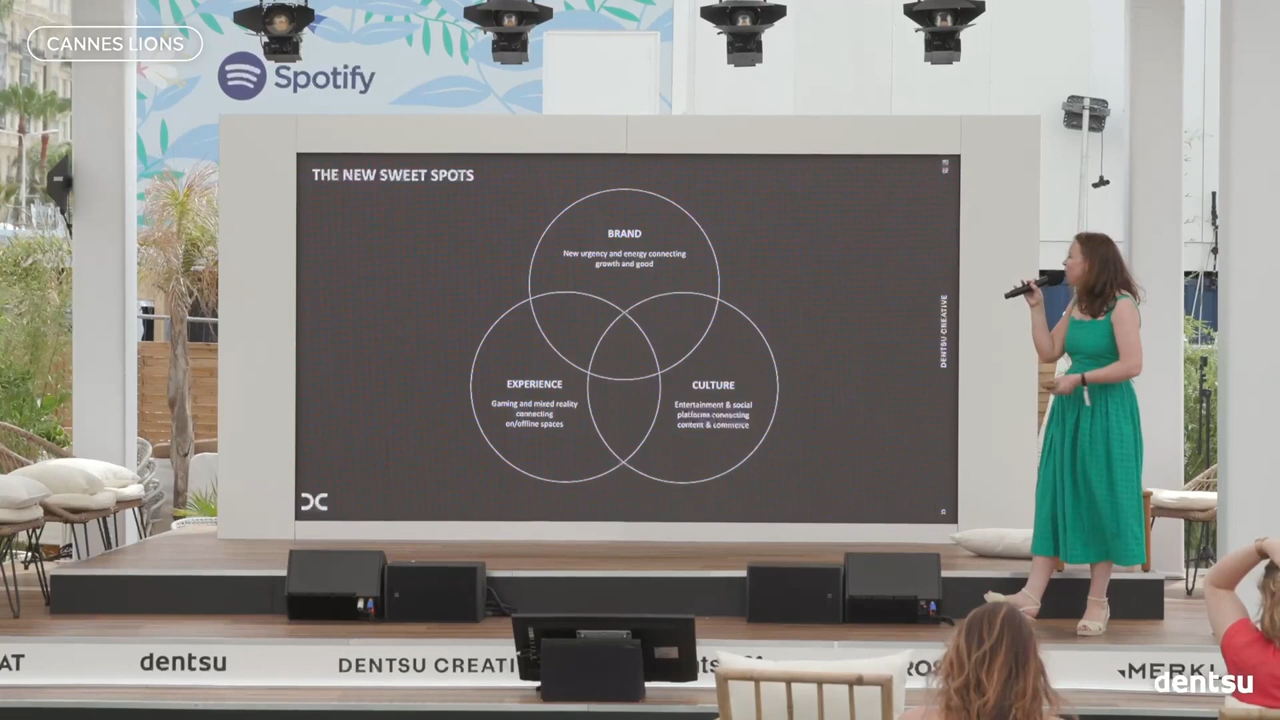 CANNES LIONS
Spotify
THE NEW SWEET SPOTS
BRAND
New urgency and energy connecting
growth and good
EXPERIENCE
Gaming and mixed reality
connecting
on/offline spaces
CULTURE
Entertainment & social
platforms connecting
content & commerce
DENTSU CREATIVE
DC
dentsu
DENTSU CREATI
MERKL
dentsu